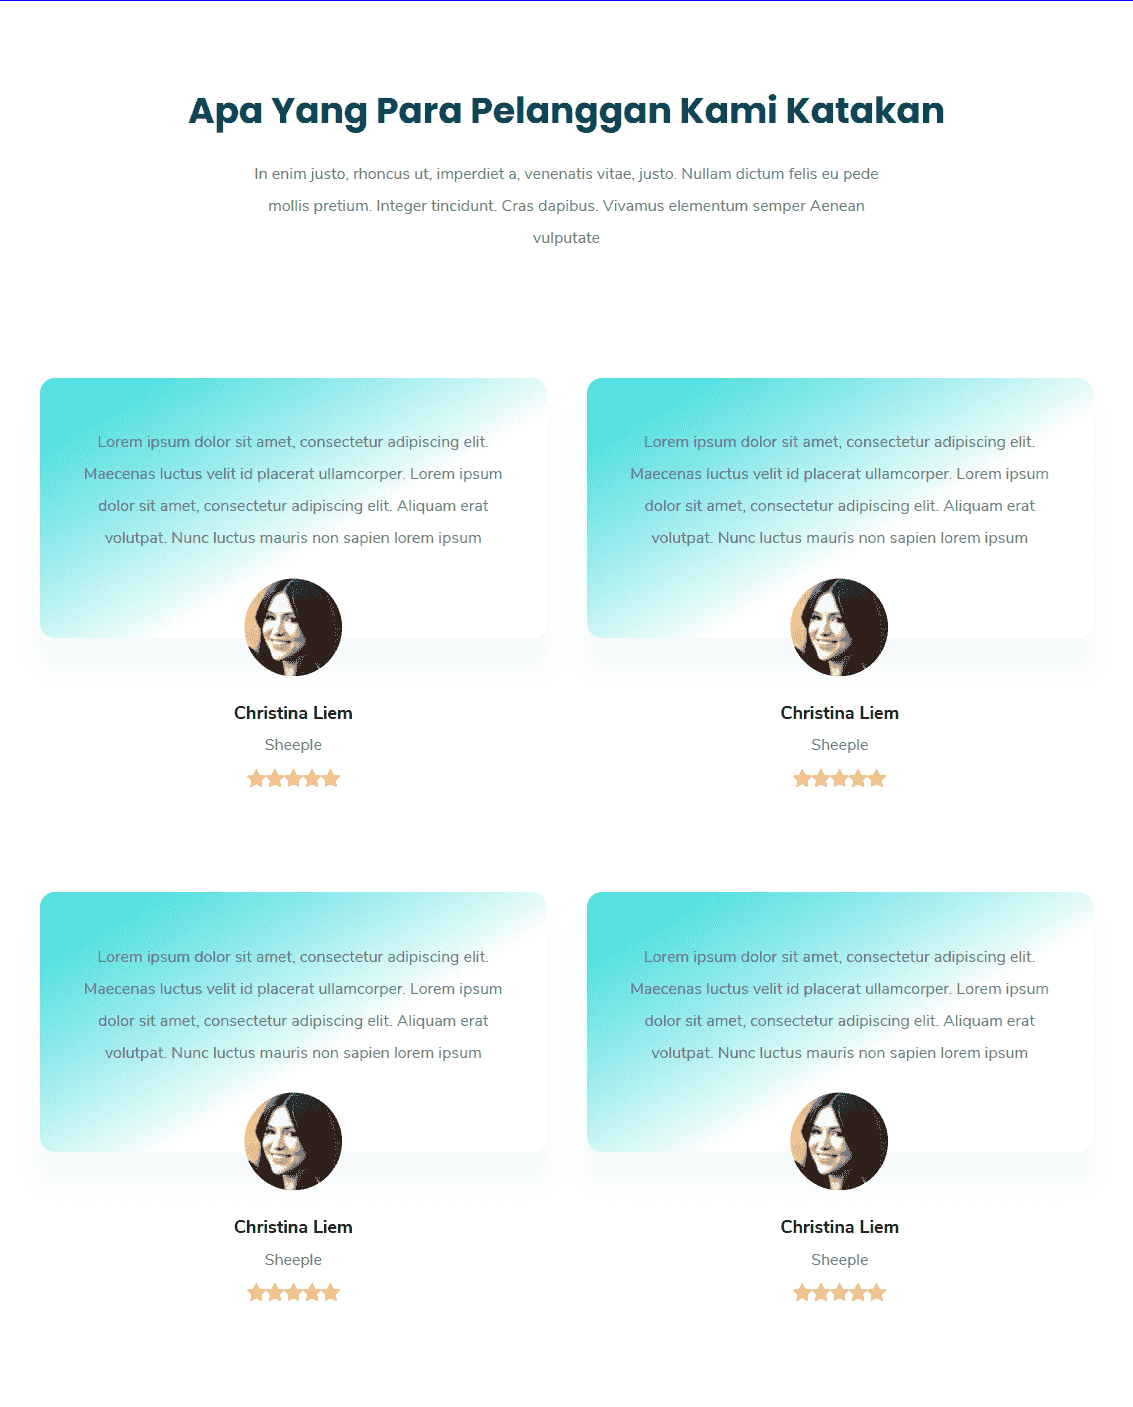 Apa Yang Para Pelanggan Kami Katakan
In enim justo, rhoncus ut, imperdiet a, venenatis vitae, justo. Nullam dictum felis eu pede
mollis pretium. Integer tincidunt. Cras dapibus. Vivamus elementum semper Aenean
vulputate
Lorem ipsum dolor sit amet, consectetur adipiscing elit.
Maecenas luctus velit id placerat ullamcorper. Lorem ipsum
dolor sit amet, consectetur adipiscing elit. Aliquam erat
volutpat. Nunc luctus mauris non sapien lorem ipsum
Christina Liem
Sheeple
Lorem ipsum dolor sit amet, consectetur adipiscing elit.
Maecenas luctus velit id placerat ullamcorper. Lorem ipsum
dolor sit amet, consectetur adipiscing elit. Aliquam erat
volutpat. Nunc luctus mauris non sapien lorem ipsum
Christina Liem
Sheeple
Lorem ipsum dolor sit amet, consectetur adipiscing elit.
Maecenas luctus velit id placerat ullamcorper. Lorem ipsum
dolor sit amet, consectetur adipiscing elit. Aliquam erat
volutpat. Nunc luctus mauris non sapien lorem ipsum
Christina Liem
Sheeple
Lorem ipsum dolor sit amet, consectetur adipiscing elit.
Maecenas luctus velit id placerat ullamcorper. Lorem ipsum
dolor sit amet, consectetur adipiscing elit. Aliquam erat
volutpat. Nunc luctus mauris non sapien lorem ipsum
Christina Liem
Sheeple